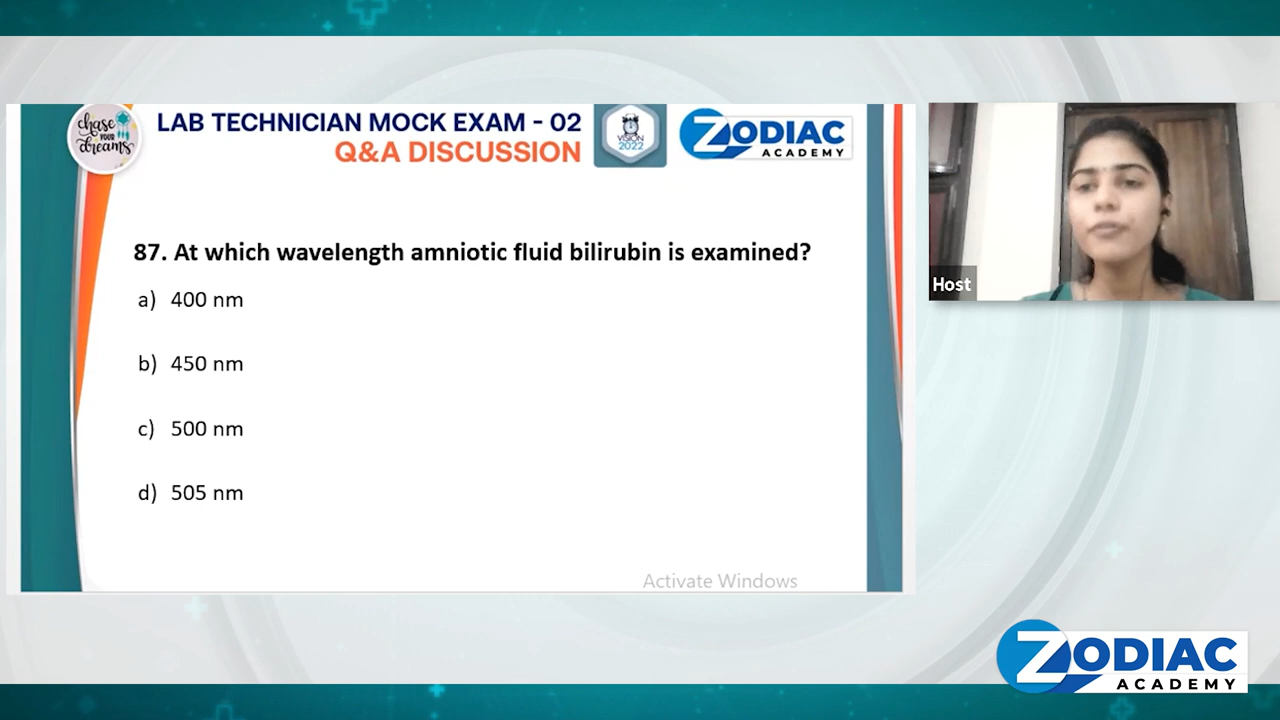 chase
YOUR
dreams
LAB TECHNICIAN MOCK EXAM - 02
Q&A DISCUSSION
VISION
2022
ZODIAC
ACADEMY
87. At which wavelength amniotic fluid bilirubin is examined?
a) 400 nm
b) 450 nm
c) 500 nm
d) 505 nm
Activate Windows
Host
ZODIAC
ACADEMY